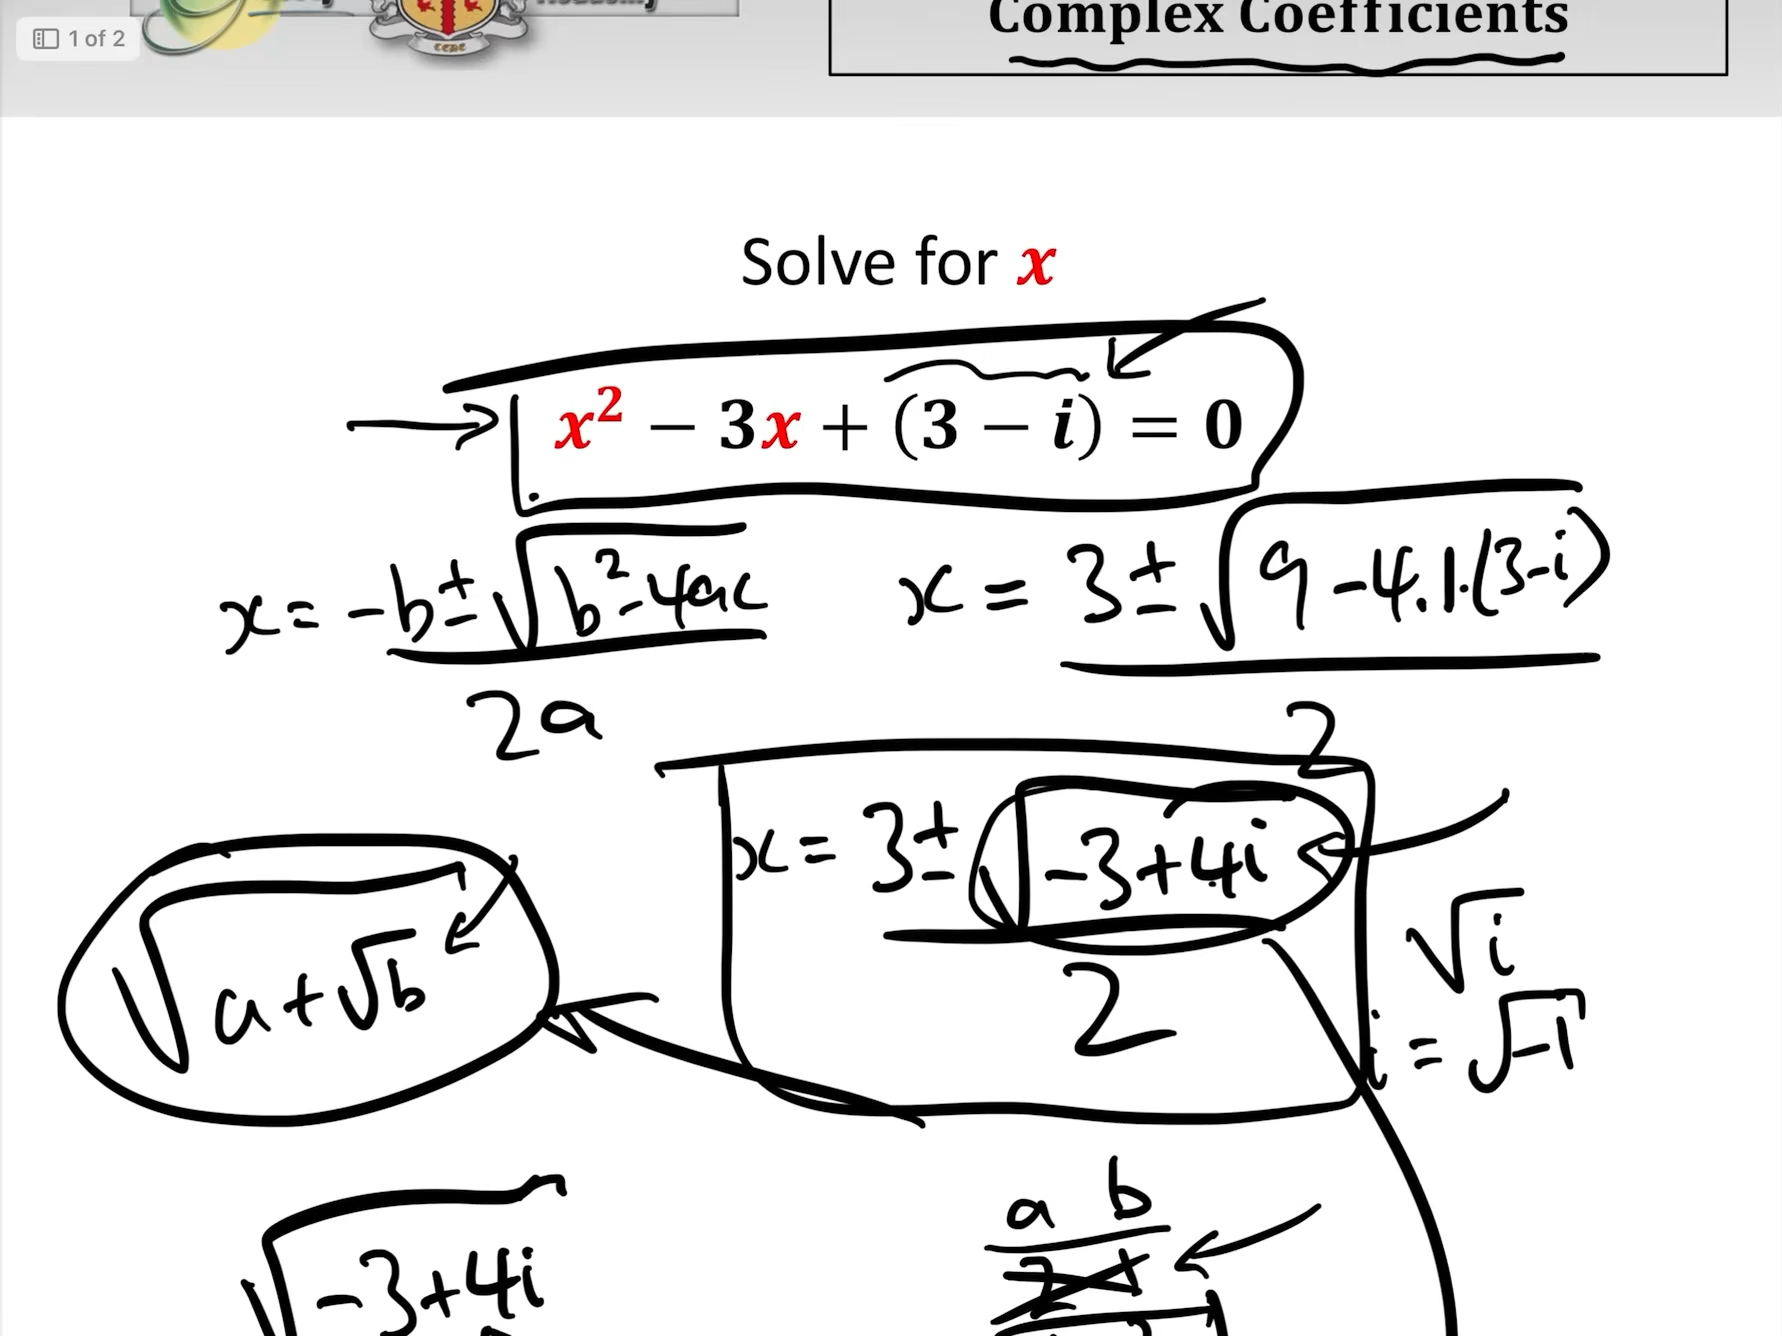 1 of 2
Complex Coefficients
Solve for x
x² − 3x + (3 − i) = 0
x = -b ± √(b² - 4ac) / 2a
x = 3 ± √(9 - 4.1.(3-i)) / 2
x = 3 ± √(-3+4i) / 2
√(a+√b)
√i
i = √-1
a b
√(-3+4i)